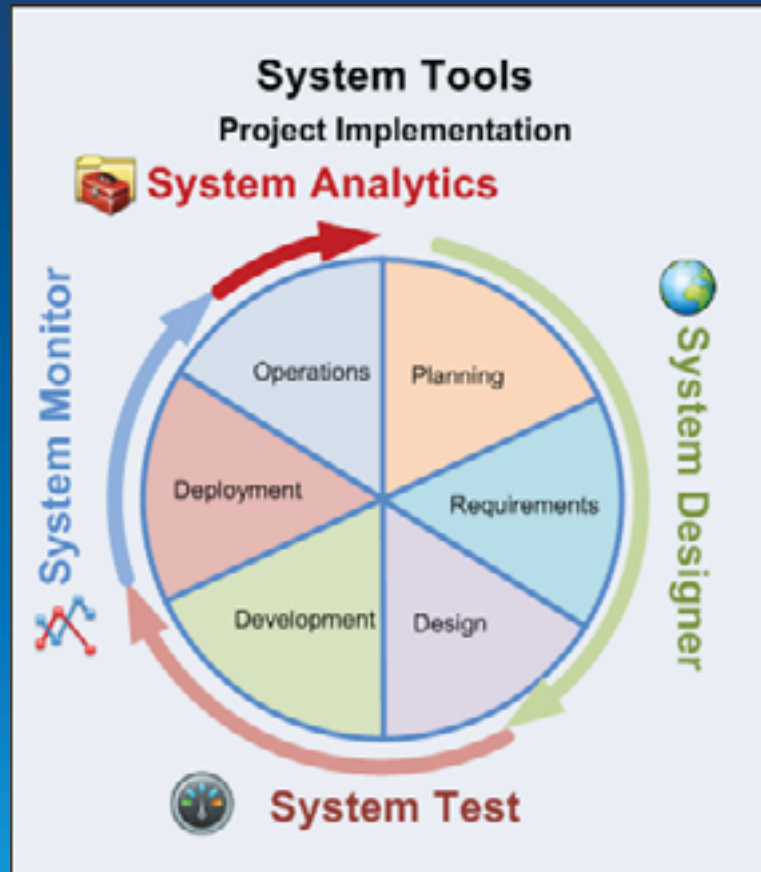 System Tools
Project Implementation
System Analytics
System Monitor
System Designer
Operations
Planning
Deployment
Requirements
Development
Design
System Test